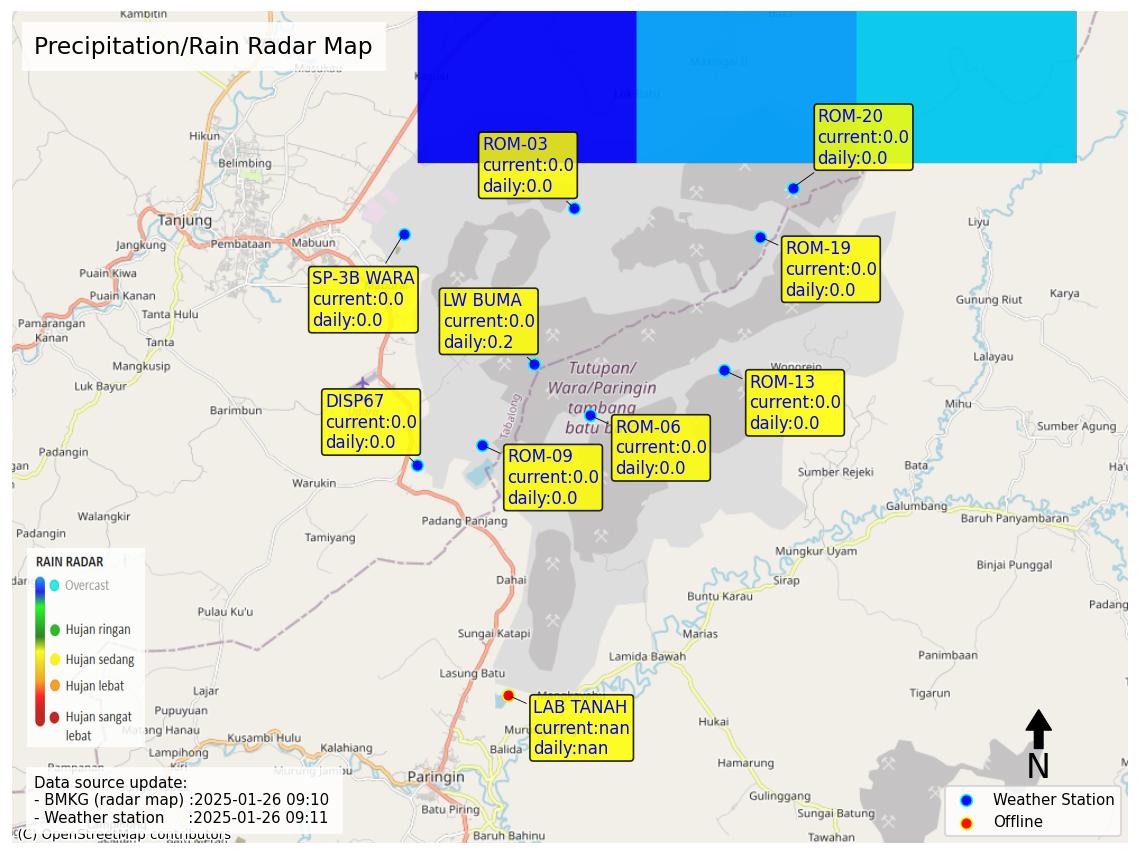 Kambitin
Precipitation/Rain Radar Map
Masukau
Kapar
Maringai II
Luk Batu
Hikun
Belimbing
ROM-03
current:0.0
daily:0.0
ROM-20
current:0.0
daily:0.0
Tanjung
Jangkung
Pembataan
Mabuun
Liyu
ROM-19
current:0.0
daily:0.0
Puain Kiwa
Puain Kanan
SP-3B WARA
current:0.0
daily:0.0
LW BUMA
current:0.0
daily:0.2
Gunung Riut
Karya
Tanta Hulu
Pamarangan
Kanan
Tanta
Mangkusip
Luk Bayur
Lalayau
Wonorejo
Tutupan/
Wara/Paringin
tambang
batu b
Tabalong
ROM-13
current:0.0
daily:0.0
DISP67
current:0.0
daily:0.0
Barimbun
Mihu
ROM-06
current:0.0
daily:0.0
Sumber Agung
Padangin
gan
ROM-09
current:0.0
daily:0.0
Bata
Ha'u
Sumber Rejeki
Warukin
Galumbang
Baruh Panyambaran
Walangkir
Padangin
Padang Panjang
Tamiyang
Mungkur Uyam
Binjai Punggal
RAIN RADAR
Overcast
Hujan ringan
Hujan sedang
Hujan lebat
Hujan sangat
lebat
Dahai
Sirap
Buntu Karau
Padang
Pulau Ku'u
Sungai Katapi
Marias
Lamida Bawah
Panimbaan
Lasung Batu
Lajar
Tigarun
LAB TANAH
current:nan
daily:nan
Pupuyuan
Matang Hanau
Hukai
Kusambi Hulu
Kalahiang
Lampihong
Balida
Hamarung
N
Murung Jambu
Paringin
Data source update:
- BMKG (radar map) :2025-01-26 09:10
- Weather station :2025-01-26 09:11
Gulinggang
Weather Station
Offline
Batu Piring
Sungai Batung
Baruh Bahinu
Tawahan
(C) OpenStreetMap contributors